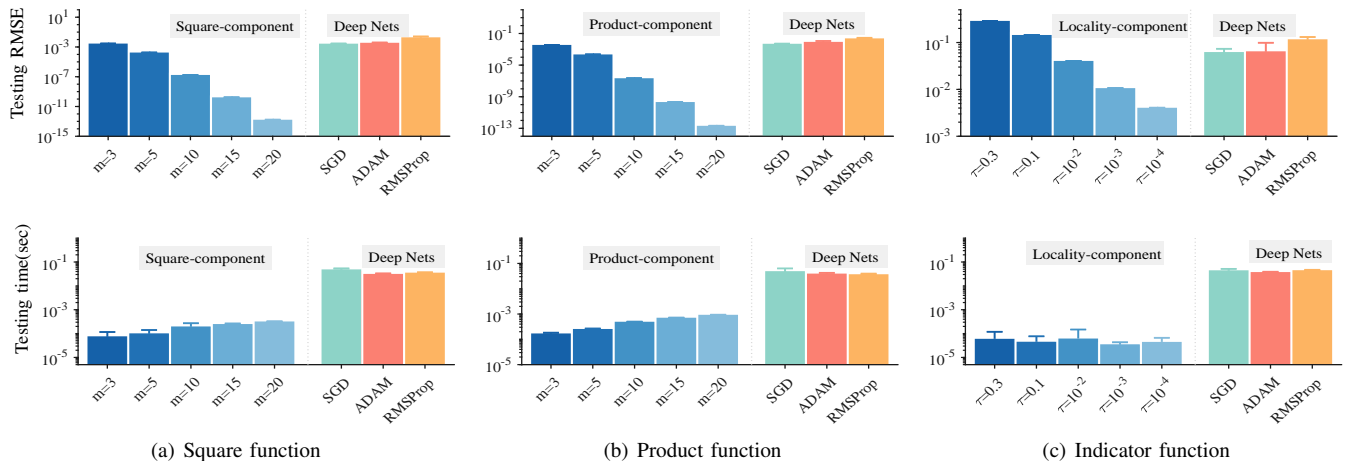 Testing RMSE
10^1
10^-3
10^-7
10^-11
10^-15
Square-component
Deep Nets
m=3
m=5
m=10
m=15
m=20
SGD
ADAM
RMSProp
10^-1
10^-5
10^-9
10^-13
Product-component
Deep Nets
m=3
m=5
m=10
m=15
m=20
SGD
ADAM
RMSProp
10^-1
10^-2
10^-3
Locality-component
Deep Nets
τ=0.3
τ=0.1
τ=10^-2
τ=10^-3
τ=10^-4
SGD
ADAM
RMSProp
Testing time(sec)
10^-1
10^-3
10^-5
Square-component
Deep Nets
m=3
m=5
m=10
m=15
m=20
SGD
ADAM
RMSProp
10^-1
10^-3
10^-5
Product-component
Deep Nets
m=3
m=5
m=10
m=15
m=20
SGD
ADAM
RMSProp
10^-1
10^-3
10^-5
Locality-component
Deep Nets
τ=0.3
τ=0.1
τ=10^-2
τ=10^-3
τ=10^-4
SGD
ADAM
RMSProp
(a) Square function
(b) Product function
(c) Indicator function